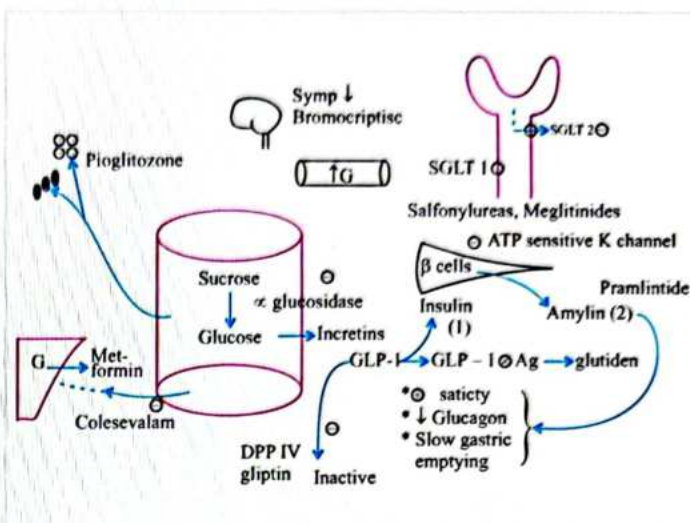 Symp ↓
Bromocriptisc
Pioglitozone
↑G
SGLT 2 ⊖
SGLT 1
Salfonylureas, Meglitinides
⊖ ATP sensitive K channel
β cells
Pramlintide
Sucrose
⊖
∝ glucosidase
Insulin
(1)
Amylin (2)
Glucose
Incretins
G
Met-
formin
GLP-1
GLP – 1 ⊘ Ag
glutiden
⊖
Colesevalam
* ⊕ saticty
* ↓ Glucagon
* Slow gastric
emptying
⊖
DPP IV
gliptin
Inactive